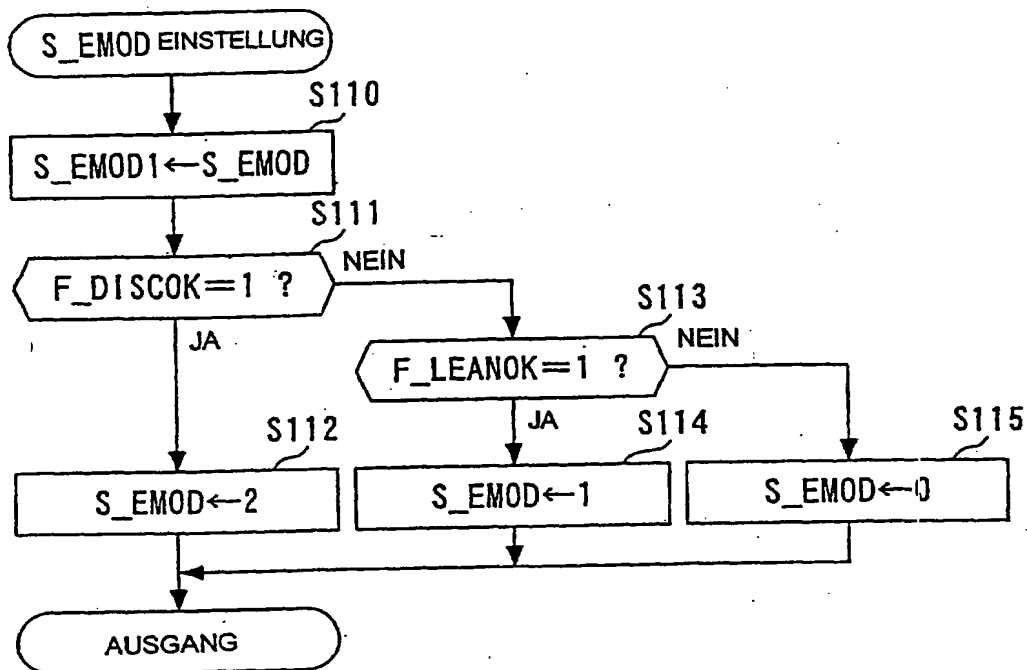 S_EMOD EINSTELLUNG
S110
S_EMOD1←S_EMOD
S111
F_DISCOK=1 ?
NEIN
JA
S113
F_LEANOK=1 ?
NEIN
JA
S112
S_EMOD←2
S114
S_EMOD←1
S115
S_EMOD←0
AUSGANG